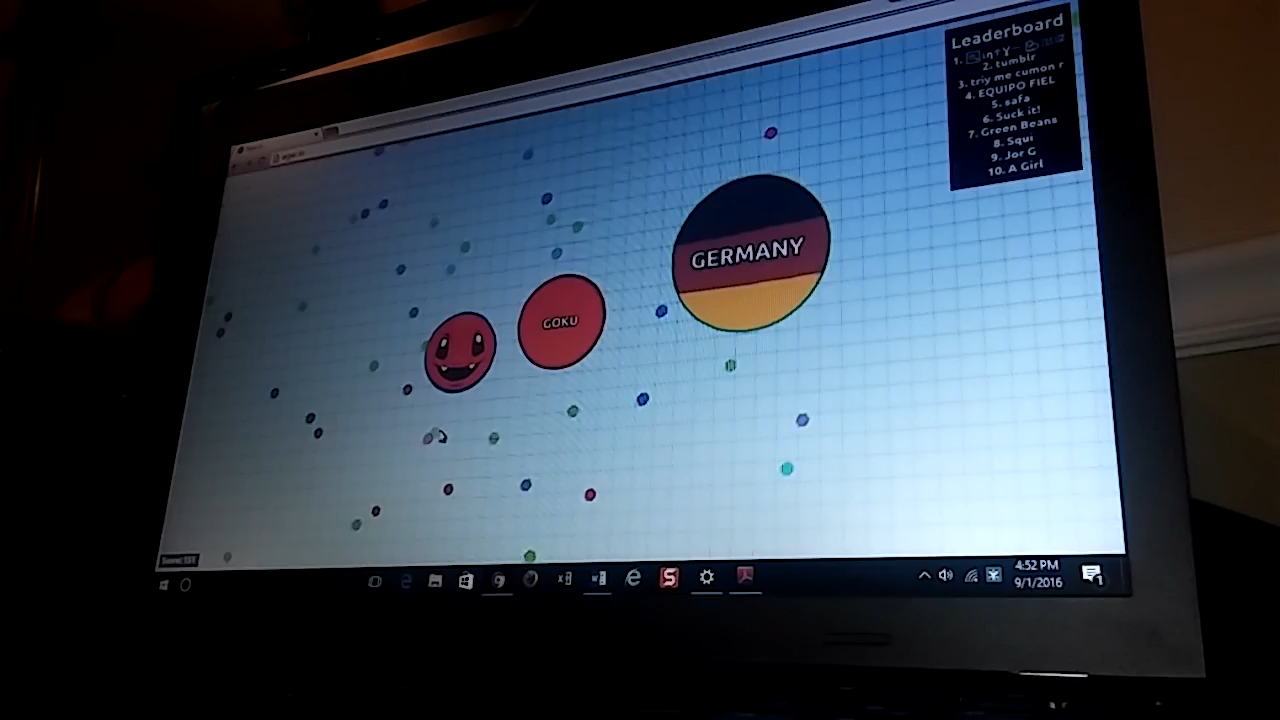 Leaderboard
2. tumblr
3. triy me cumon r
4. EQUIPO FIEL
5. safa
6. Suck it!
7. Green Beans
8. Squi
9. Jor G
10. A Girl
GERMANY
GOKU
4:52 PM
9/1/2016
1